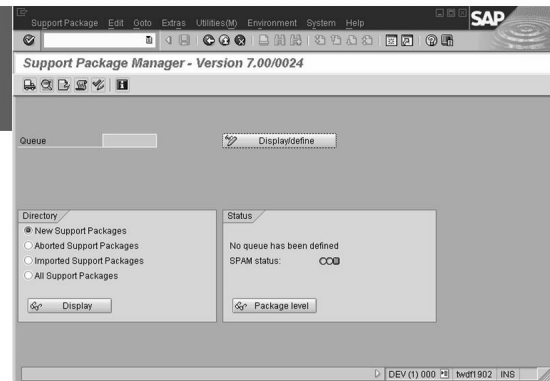 Support Package Edit Goto Extras Utilities(M) Environment System Help
SAP
Support Package Manager - Version 7.00/0024
Queue
Display/define
Directory
New Support Packages
Aborted Support Packages
Imported Support Packages
All Support Packages
Display
Status
No queue has been defined
SPAM status:
Package level
DEV (1) 000 twdf1902 INS